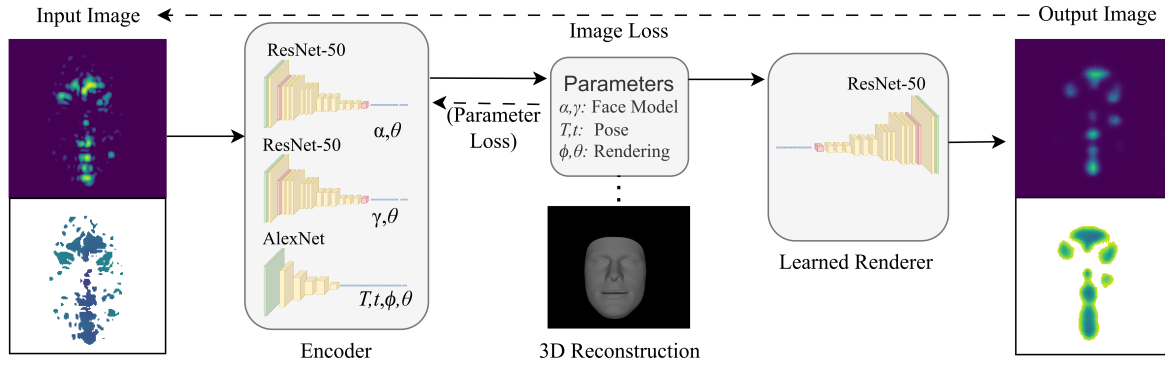 Input Image
Image Loss
Output Image
ResNet-50
α,θ
ResNet-50
γ,θ
AlexNet
T,t,ϕ,θ
Encoder
(Parameter
Loss)
Parameters
α,γ: Face Model
T,t: Pose
ϕ,θ: Rendering
3D Reconstruction
ResNet-50
Learned Renderer